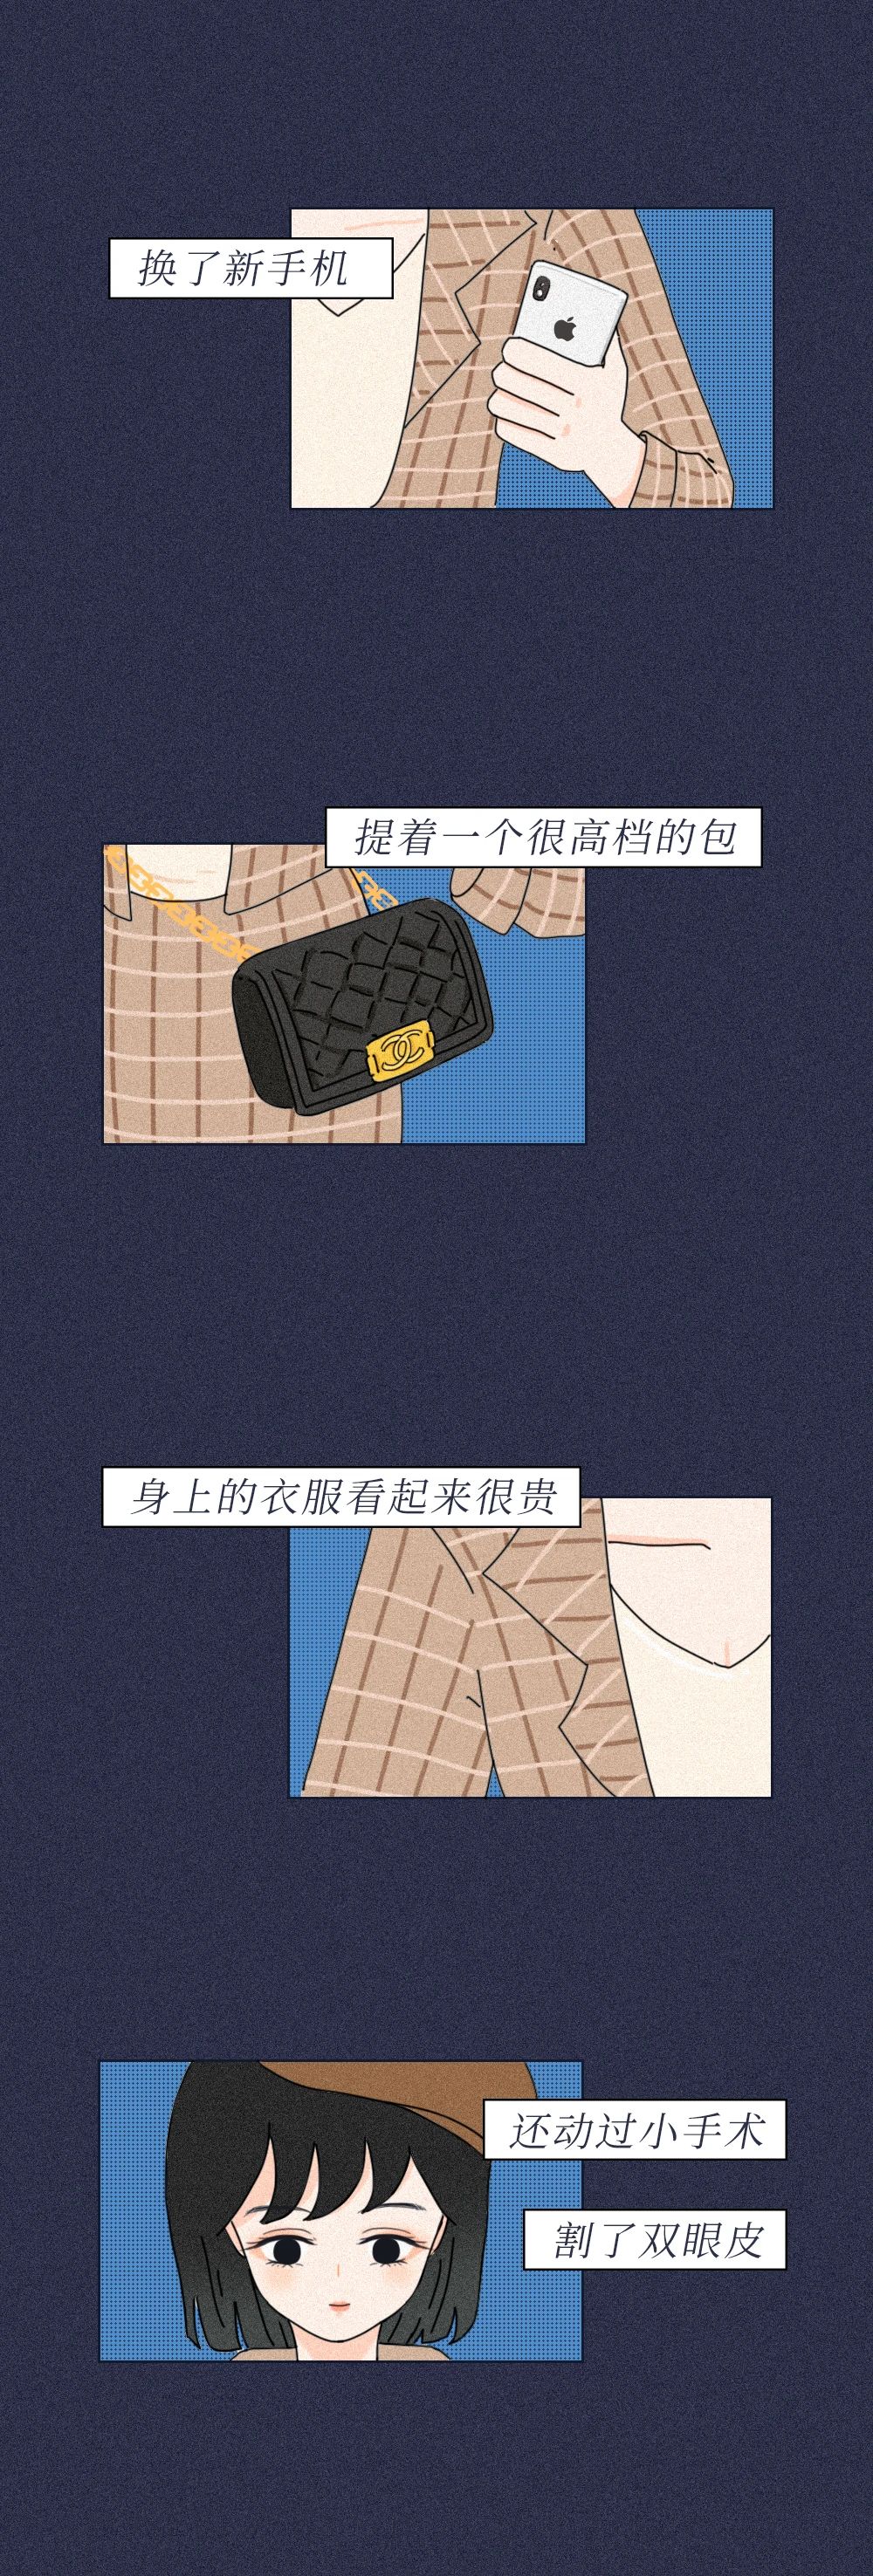 换了新手机
提着一个很高档的包
身上的衣服看起来很贵
还动过小手术
割了双眼皮